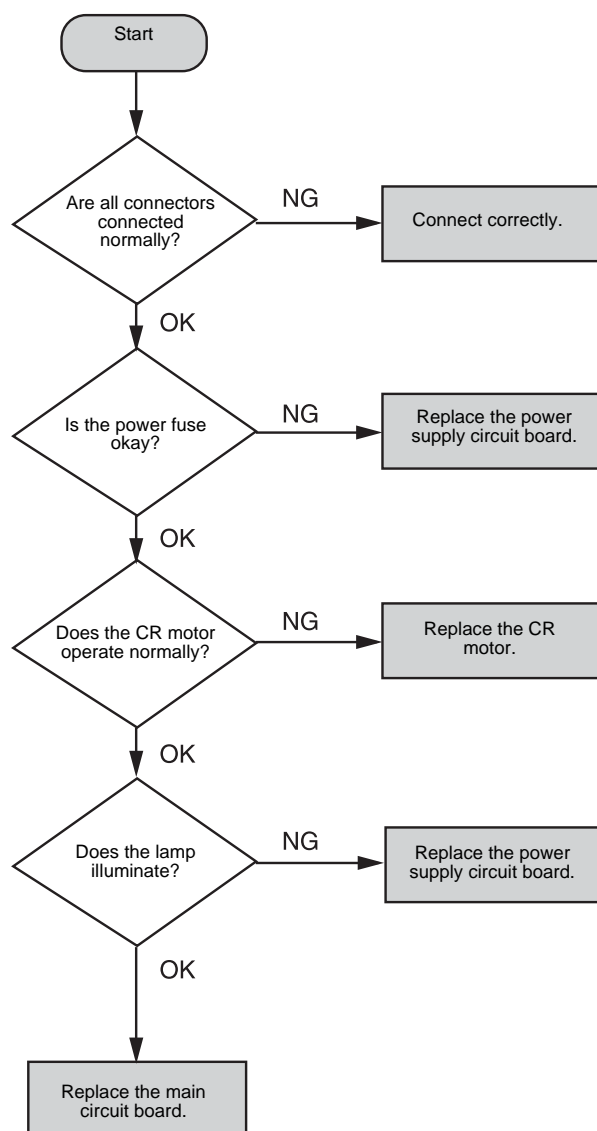 Start
Are all connectors
connected
normally?
NG
Connect correctly.
OK
Is the power fuse
okay?
NG
Replace the power
supply circuit board.
OK
Does the CR motor
operate normally?
NG
Replace the CR
motor.
OK
Does the lamp
illuminate?
NG
Replace the power
supply circuit board.
OK
Replace the main
circuit board.